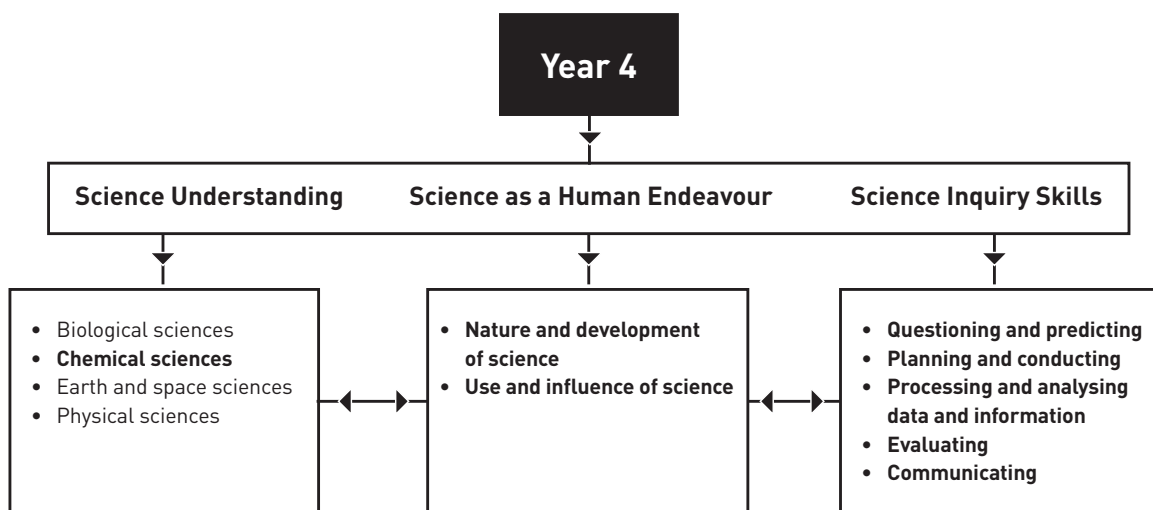 Year 4
Science Understanding
Science as a Human Endeavour
Science Inquiry Skills
• Biological sciences
• Chemical sciences
• Earth and space sciences
• Physical sciences
• Nature and development
of science
• Use and influence of science
• Questioning and predicting
• Planning and conducting
• Processing and analysing
data and information
• Evaluating
• Communicating